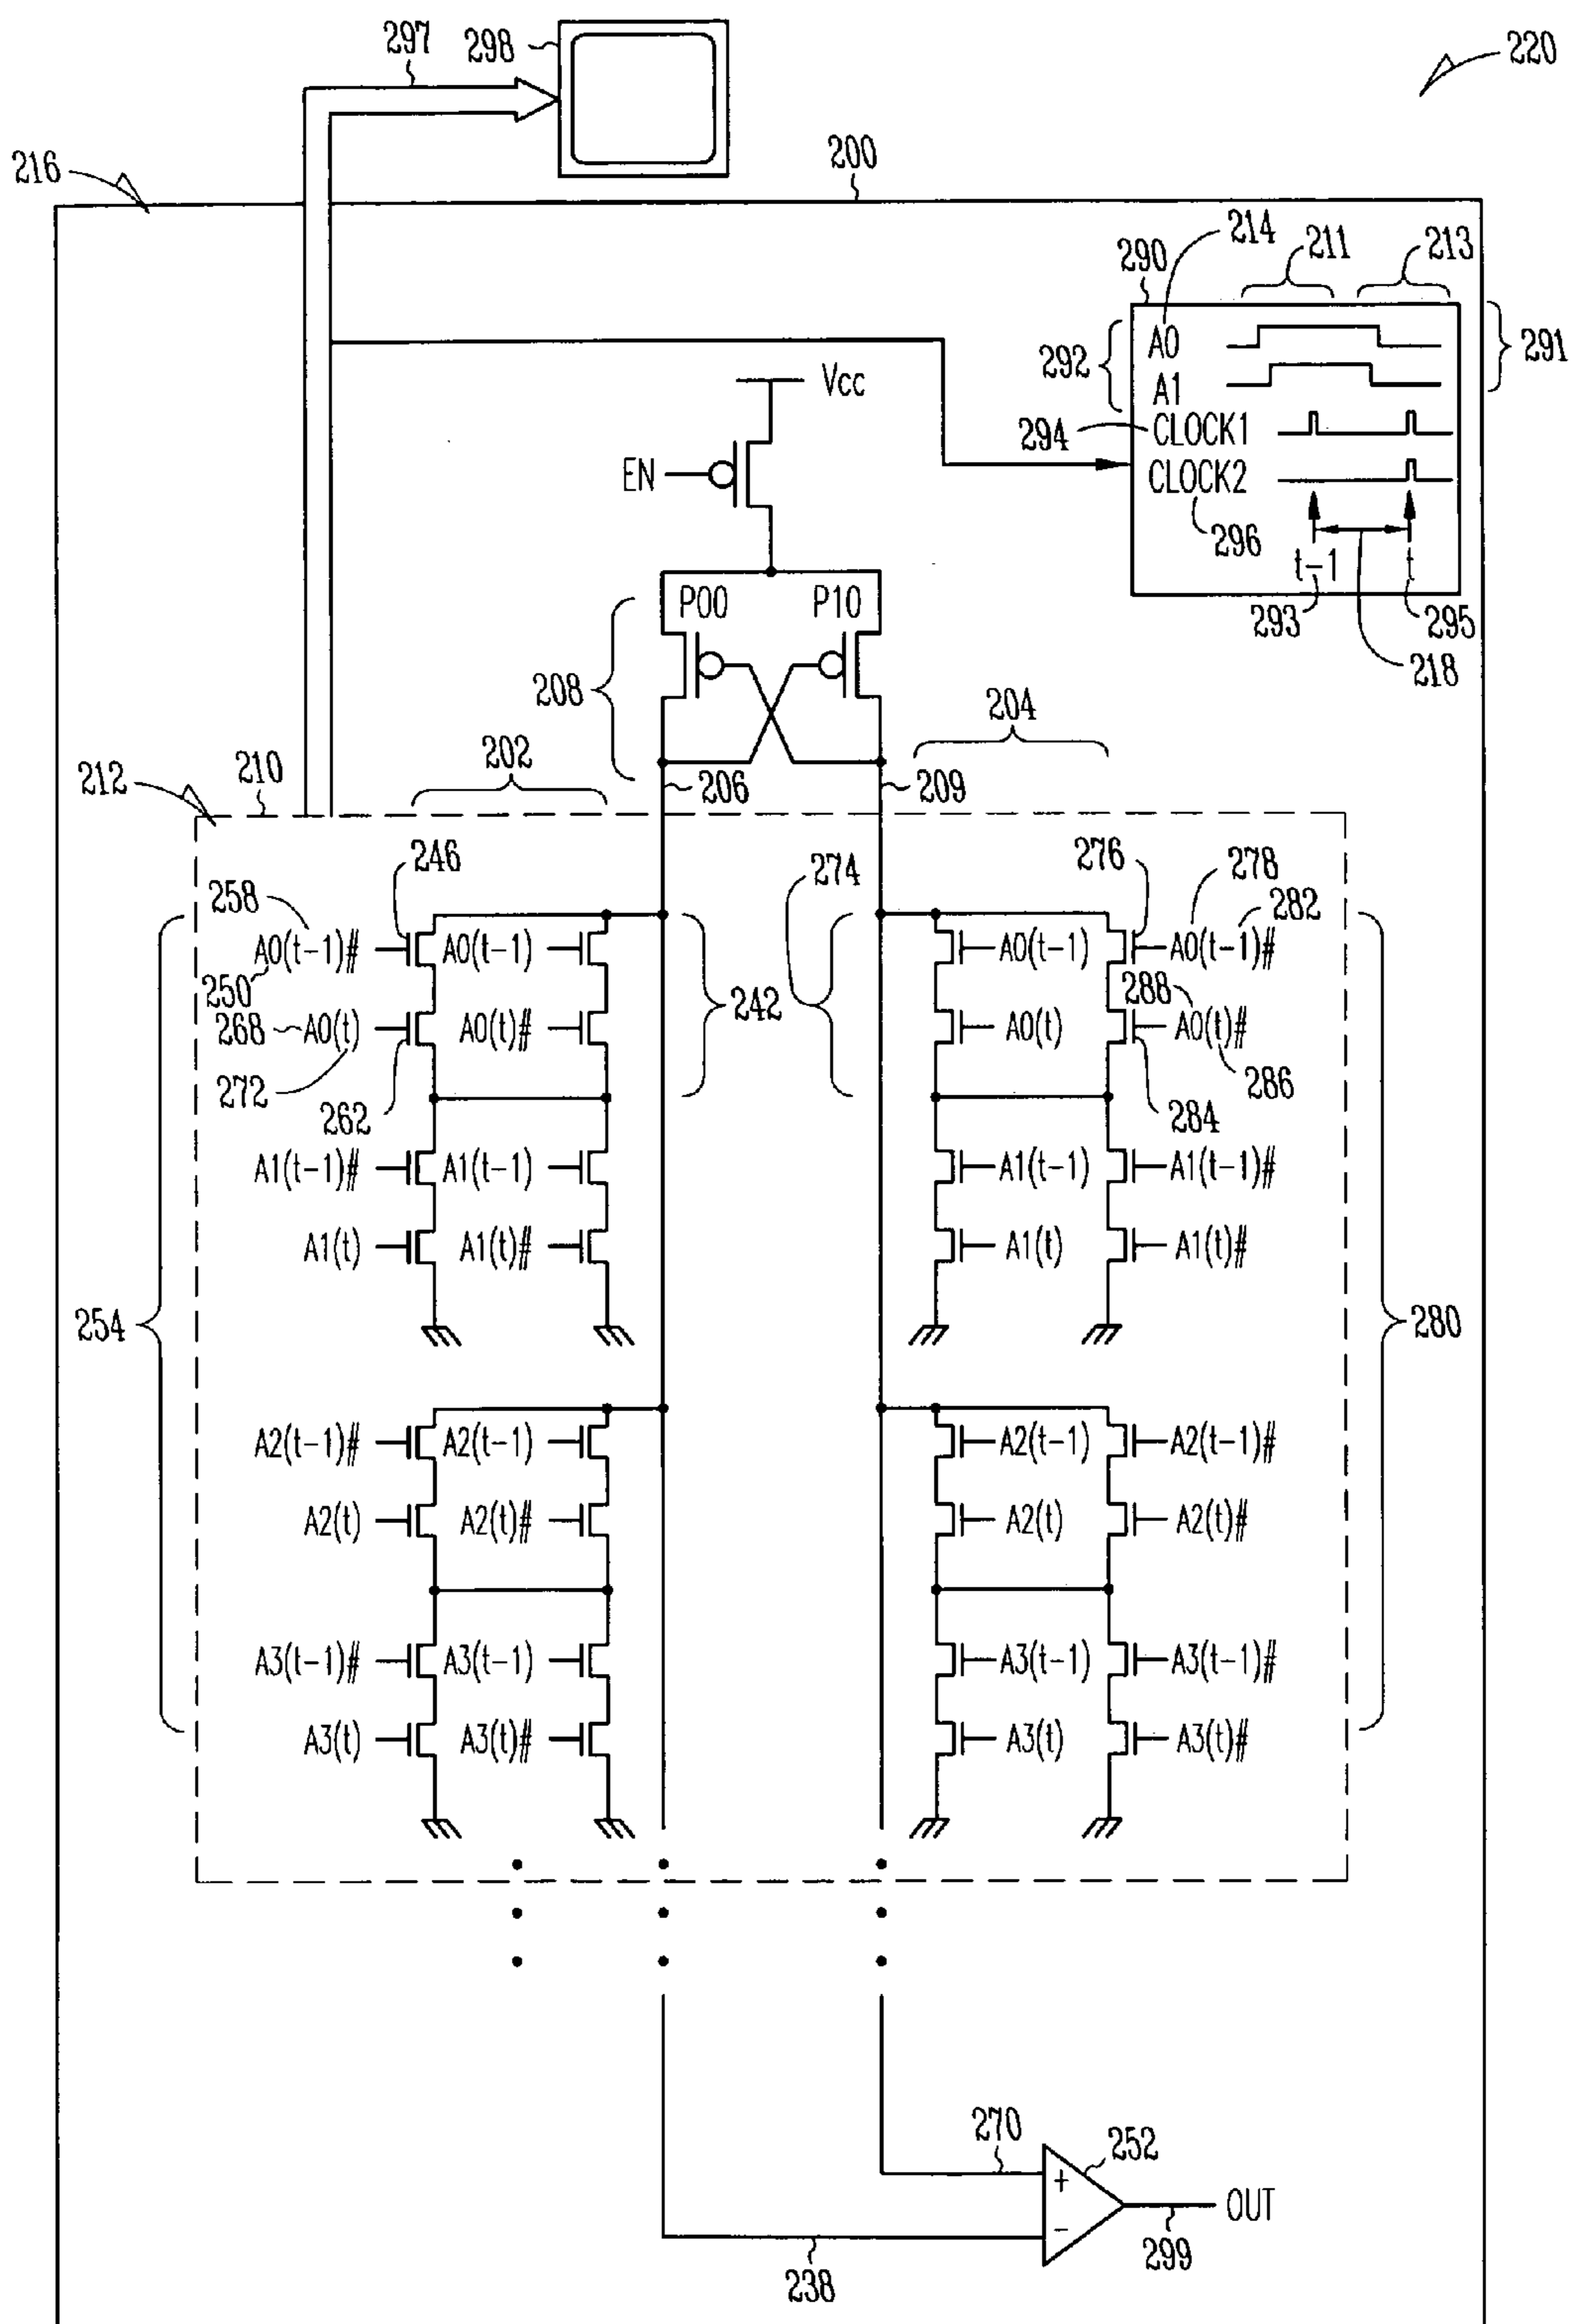 297 298 220
216 200
214 211 213
290
A0
292 291
A1
294 CLOCK1
CLOCK2
296
t-1 t
293 295
218
Vcc
EN
P00 P10
208
204
212 210 202 206 209
246 274 276 278
258 282
A0(t-1)# A0(t-1) A0(t-1) A0(t-1)#
250 242 288
268 A0(t) A0(t)# A0(t) A0(t)#
272 262 284 286
A1(t-1)# A1(t-1) A1(t-1) A1(t-1)#
A1(t) A1(t)# A1(t) A1(t)#
254 280
A2(t-1)# A2(t-1) A2(t-1) A2(t-1)#
A2(t) A2(t)# A2(t) A2(t)#
A3(t-1)# A3(t-1) A3(t-1) A3(t-1)#
A3(t) A3(t)# A3(t) A3(t)#
270 252
+
OUT
−
238 299